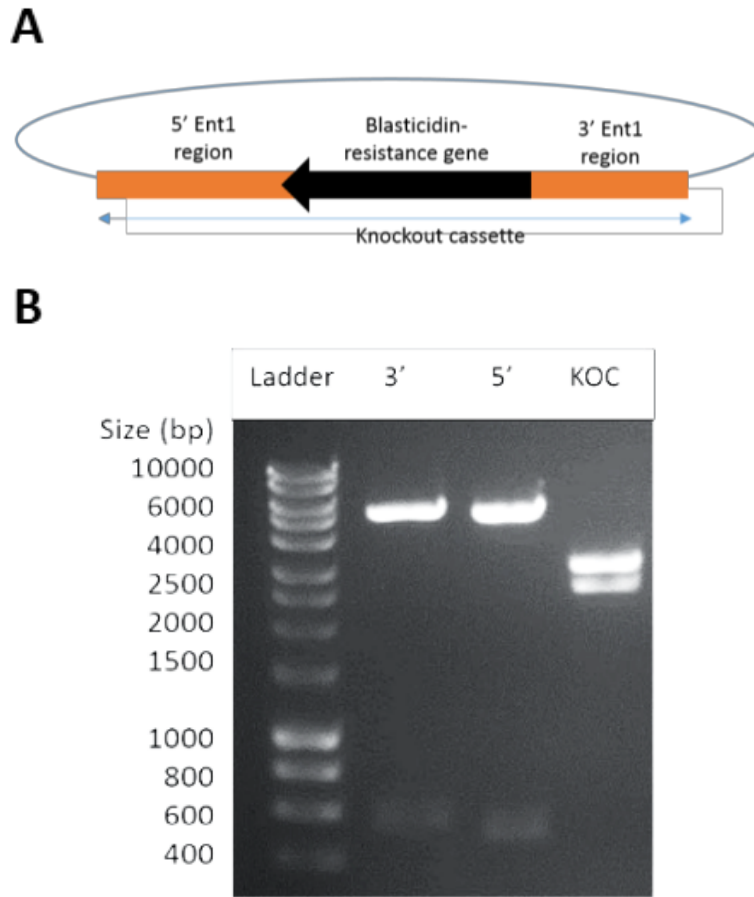 A
5′ Ent1
region
Blasticidin-
resistance gene
3′ Ent1
region
Knockout cassette
B
Ladder 3′ 5′ KOC
Size (bp)
10000
6000
4000
2500
2000
1500
1000
800
600
400